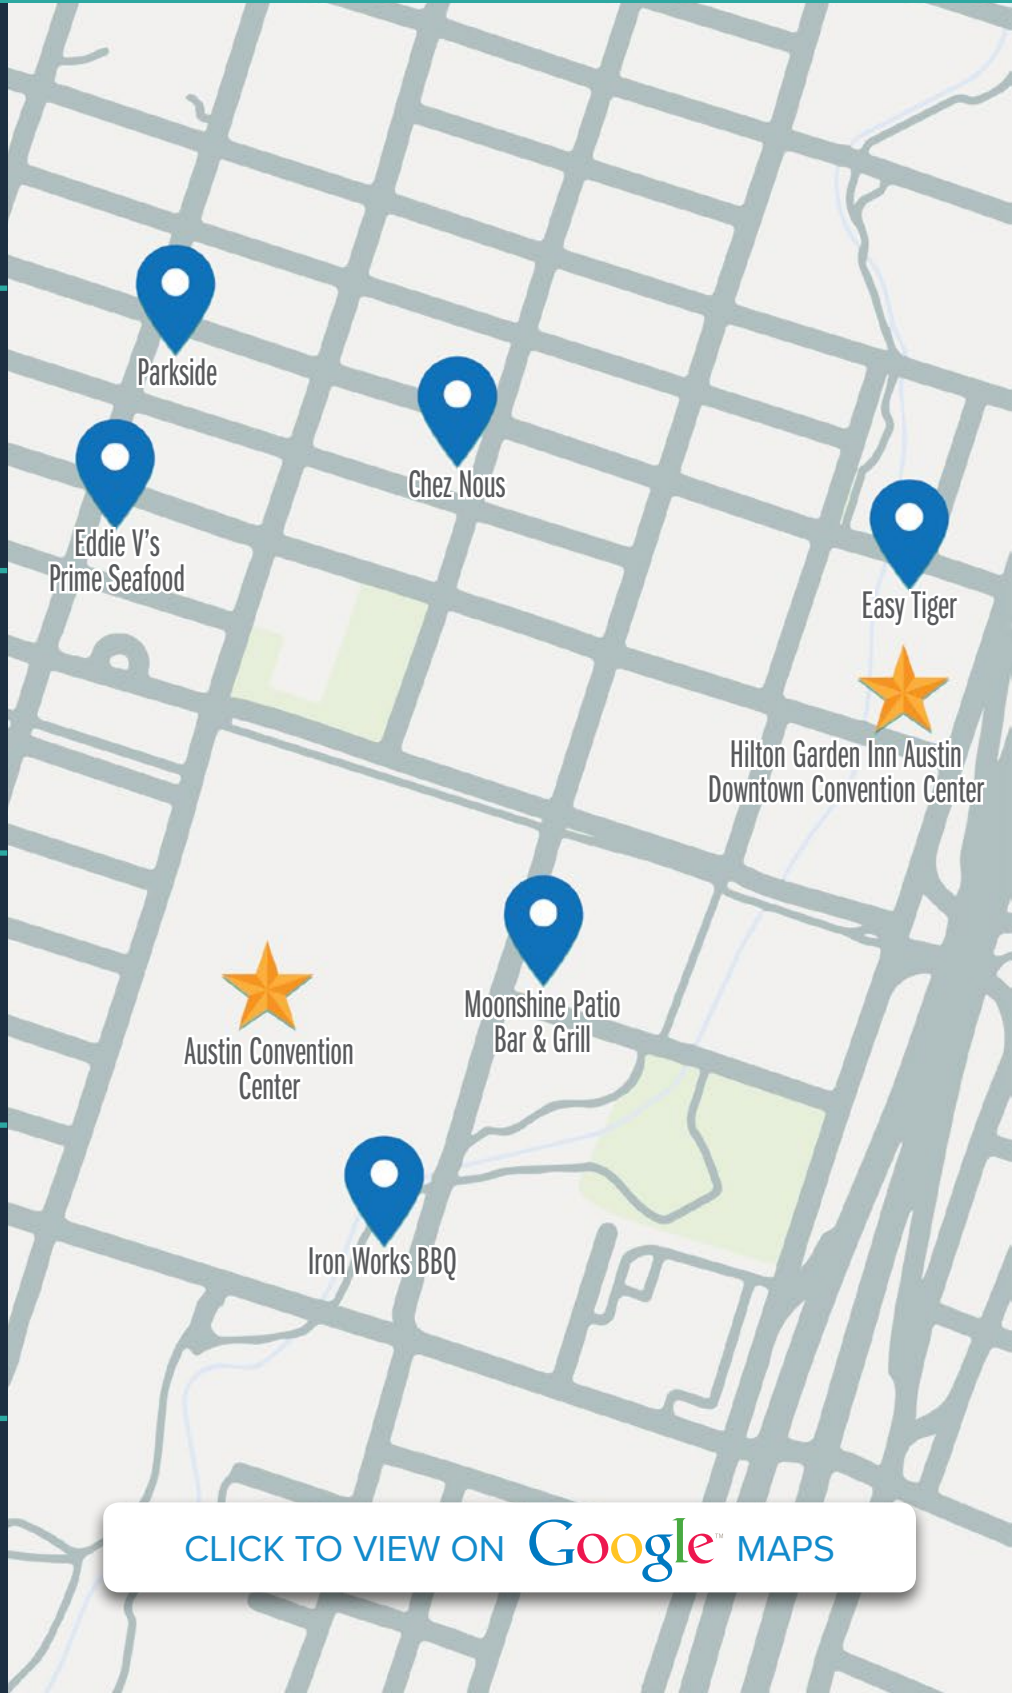 Parkside
Chez Nous
Eddie V's
Prime Seafood
Easy Tiger
Hilton Garden Inn Austin
Downtown Convention Center
Moonshine Patio
Bar & Grill
Austin Convention
Center
Iron Works BBQ
CLICK TO VIEW ON Google™ MAPS